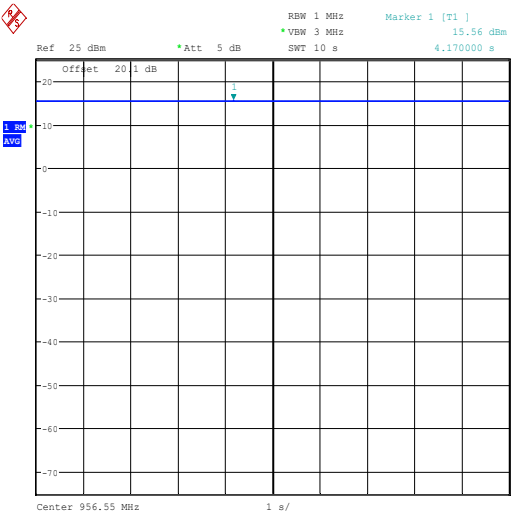 R S
RBW 1 MHz Marker 1 [T1 ]
* VBW 3 MHz 15.56 dBm
Ref 25 dBm * Att 5 dB SWT 10 s 4.170000 s
Offset 20.1 dB
20
1
1 RM *
10
AVG
0
-10
-20
-30
-40
-50
-60
-70
Center 956.55 MHz 1 s/